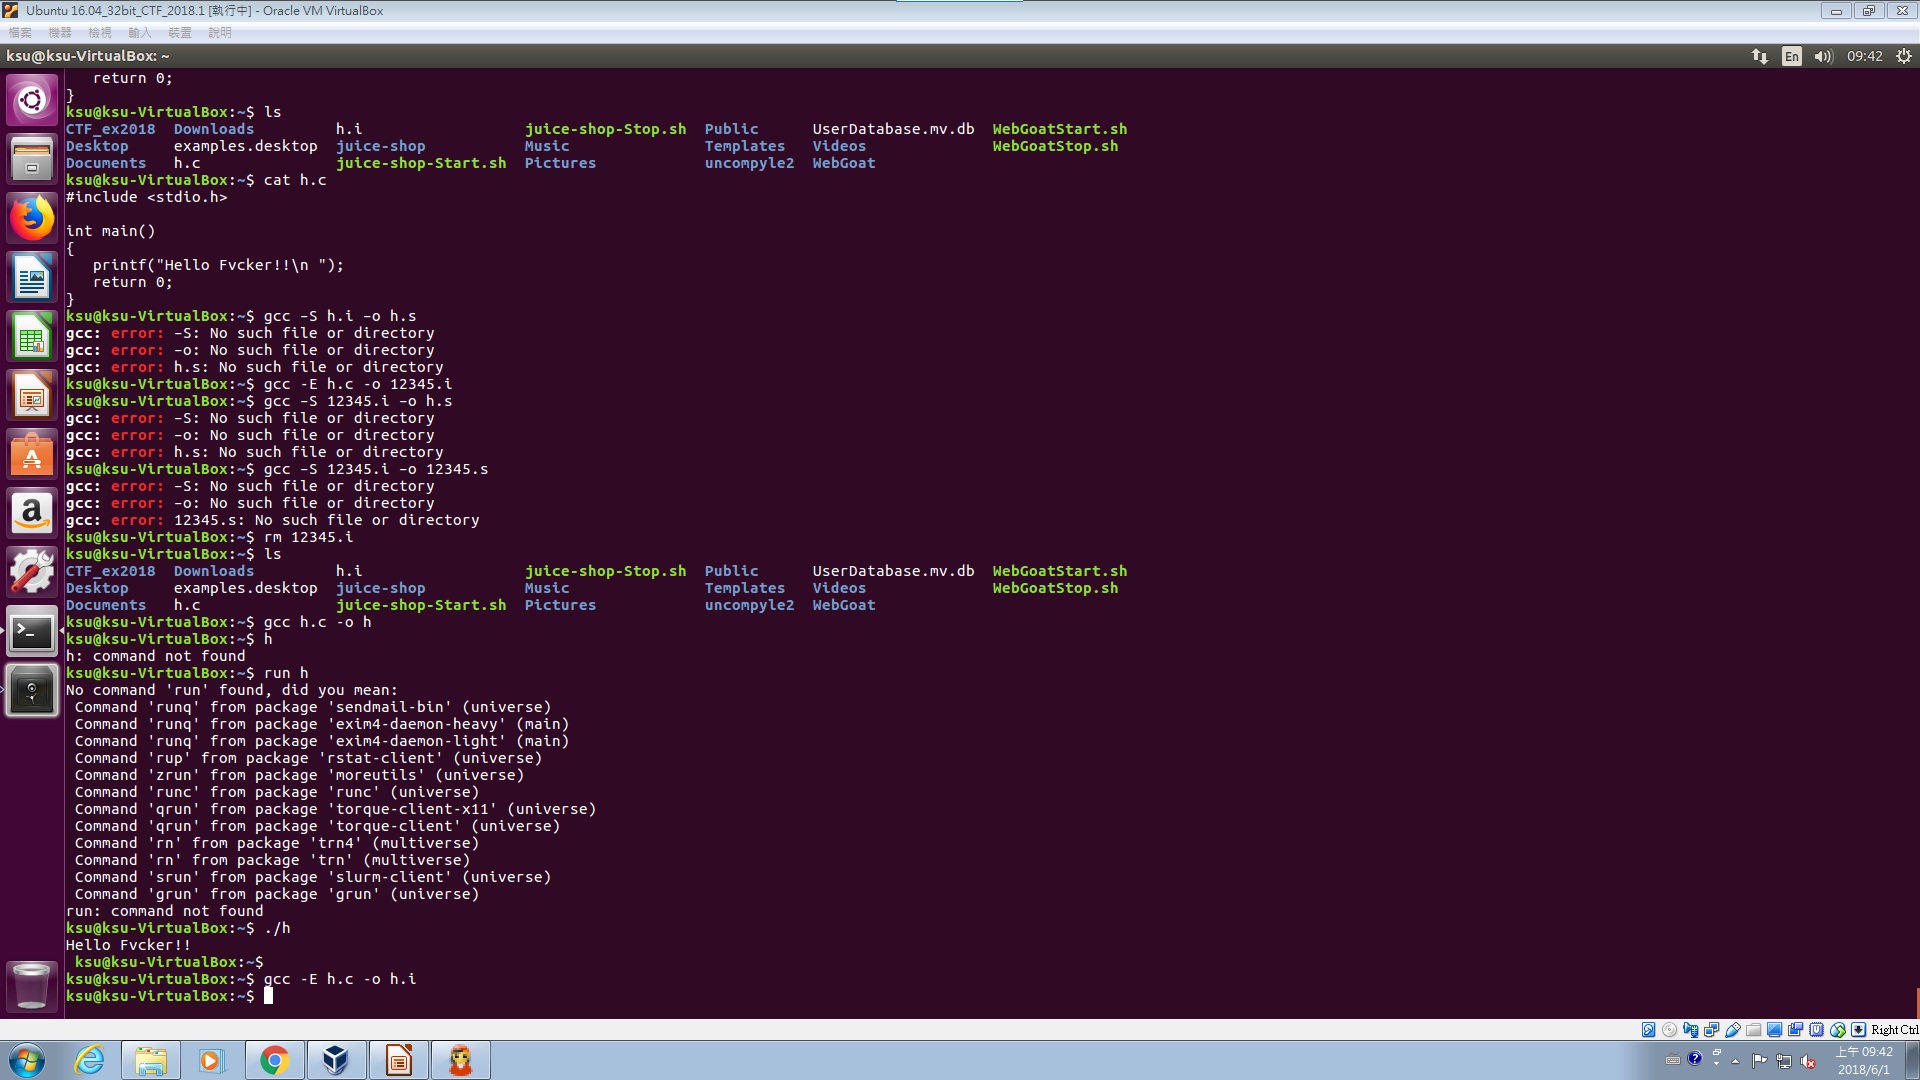 Ubuntu 16.04_32bit_CTF_2018.1 [執行中] - Oracle VM VirtualBox
檔案 機器 檢視 輸入 裝置 說明
ksu@ksu-VirtualBox: ~ En 09:42
return 0;
}
ksu@ksu-VirtualBox:~$ ls
CTF_ex2018 Downloads h.i juice-shop-Stop.sh Public UserDatabase.mv.db WebGoatStart.sh
Desktop examples.desktop juice-shop Music Templates Videos WebGoatStop.sh
Documents h.c juice-shop-Start.sh Pictures uncompyle2 WebGoat
ksu@ksu-VirtualBox:~$ cat h.c
#include <stdio.h>
int main()
{
printf("Hello Fvcker!!\n ");
return 0;
}
ksu@ksu-VirtualBox:~$ gcc –S h.i –o h.s
gcc: error: –S: No such file or directory
gcc: error: –o: No such file or directory
gcc: error: h.s: No such file or directory
ksu@ksu-VirtualBox:~$ gcc -E h.c -o 12345.i
ksu@ksu-VirtualBox:~$ gcc –S 12345.i –o h.s
gcc: error: –S: No such file or directory
gcc: error: –o: No such file or directory
gcc: error: h.s: No such file or directory
ksu@ksu-VirtualBox:~$ gcc –S 12345.i –o 12345.s
gcc: error: –S: No such file or directory
gcc: error: –o: No such file or directory
gcc: error: 12345.s: No such file or directory
ksu@ksu-VirtualBox:~$ rm 12345.i
ksu@ksu-VirtualBox:~$ ls
CTF_ex2018 Downloads h.i juice-shop-Stop.sh Public UserDatabase.mv.db WebGoatStart.sh
Desktop examples.desktop juice-shop Music Templates Videos WebGoatStop.sh
Documents h.c juice-shop-Start.sh Pictures uncompyle2 WebGoat
ksu@ksu-VirtualBox:~$ gcc h.c -o h
ksu@ksu-VirtualBox:~$ h
h: command not found
ksu@ksu-VirtualBox:~$ run h
No command 'run' found, did you mean:
Command 'runq' from package 'sendmail-bin' (universe)
Command 'runq' from package 'exim4-daemon-heavy' (main)
Command 'runq' from package 'exim4-daemon-light' (main)
Command 'rup' from package 'rstat-client' (universe)
Command 'zrun' from package 'moreutils' (universe)
Command 'runc' from package 'runc' (universe)
Command 'qrun' from package 'torque-client-x11' (universe)
Command 'qrun' from package 'torque-client' (universe)
Command 'rn' from package 'trn4' (multiverse)
Command 'rn' from package 'trn' (multiverse)
Command 'srun' from package 'slurm-client' (universe)
Command 'grun' from package 'grun' (universe)
run: command not found
ksu@ksu-VirtualBox:~$ ./h
Hello Fvcker!!
ksu@ksu-VirtualBox:~$
ksu@ksu-VirtualBox:~$ gcc -E h.c -o h.i
ksu@ksu-VirtualBox:~$
Right Ctrl
上午 09:42
2018/6/1